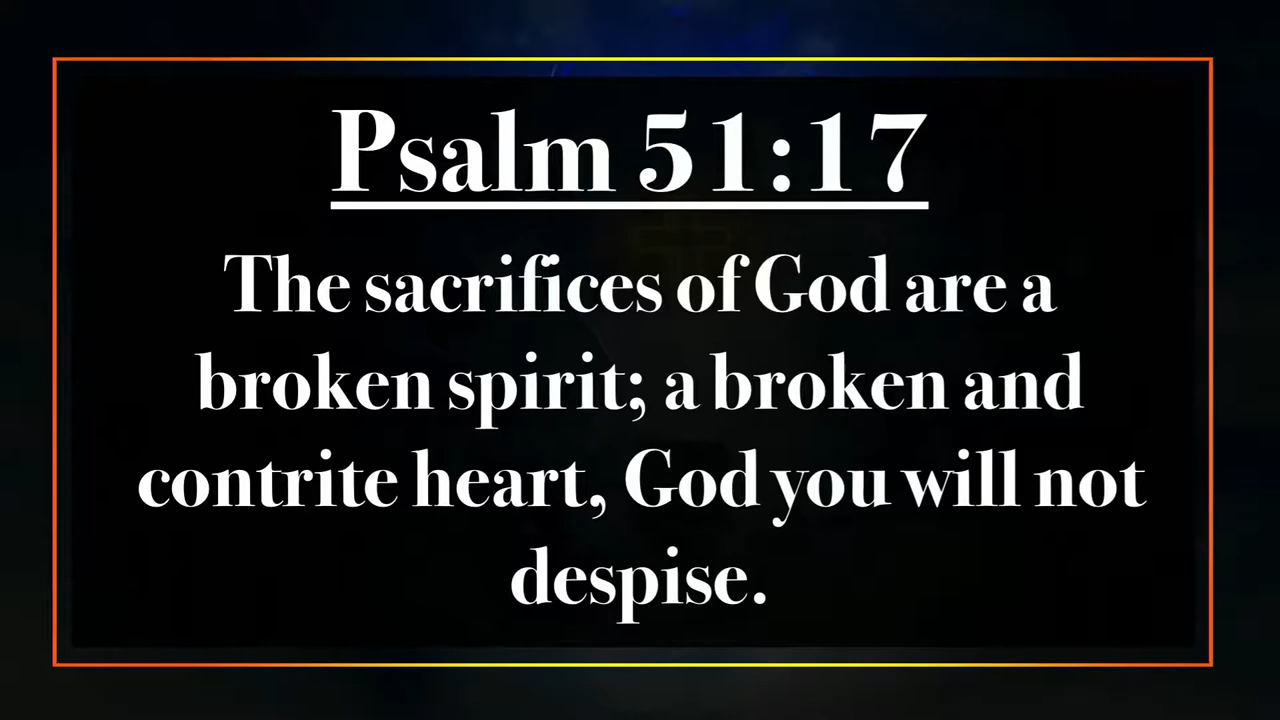 Psalm 51:17
The sacrifices of God are a
broken spirit; a broken and
contrite heart, God you will not
despise.